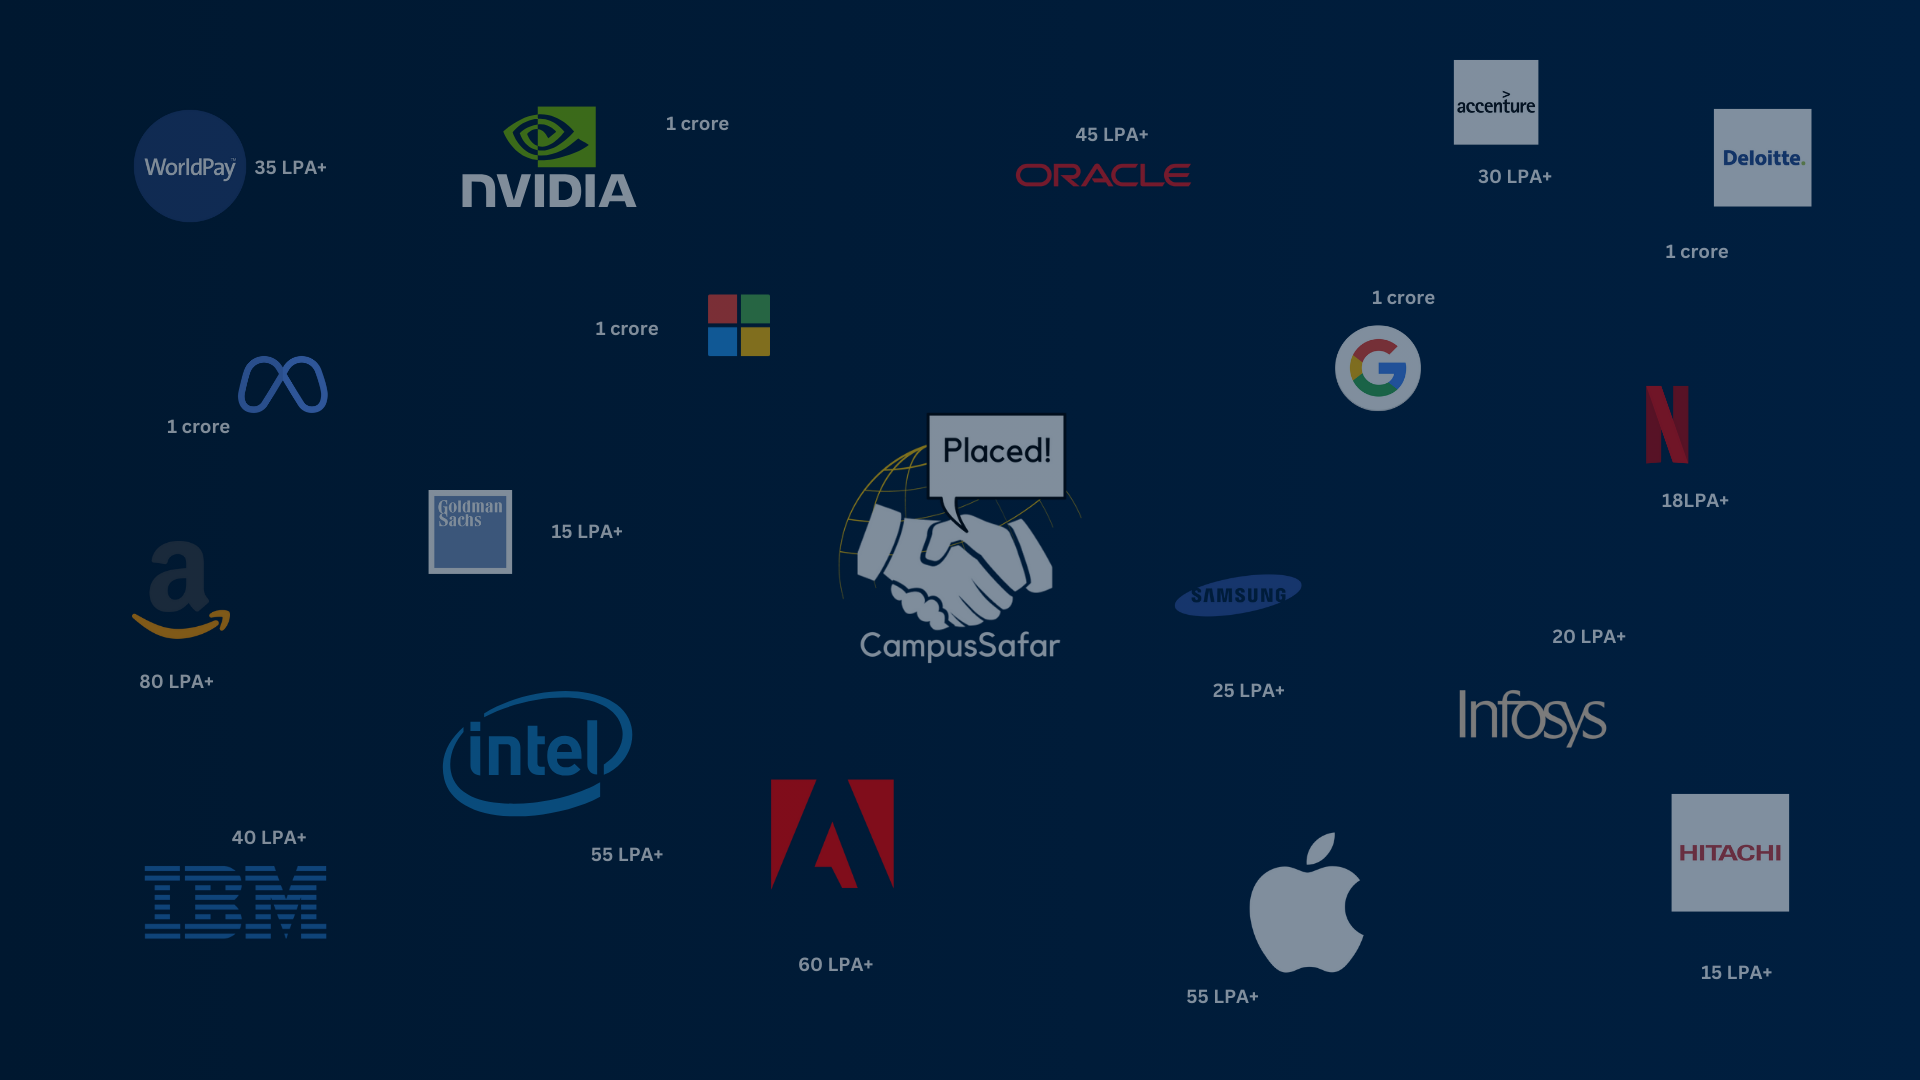 WorldPay
35 LPA+
nVIDIA
1 crore
45 LPA+
ORACLE
accenture
>
30 LPA+
Deloitte.
1 crore
1 crore
1 crore
1 crore
18LPA+
Placed!
CampusSafar
Goldman
Sachs
15 LPA+
a
80 LPA+
SAMSUNG
25 LPA+
20 LPA+
Infosys
intel
55 LPA+
40 LPA+
IBM
60 LPA+
55 LPA+
HITACHI
15 LPA+